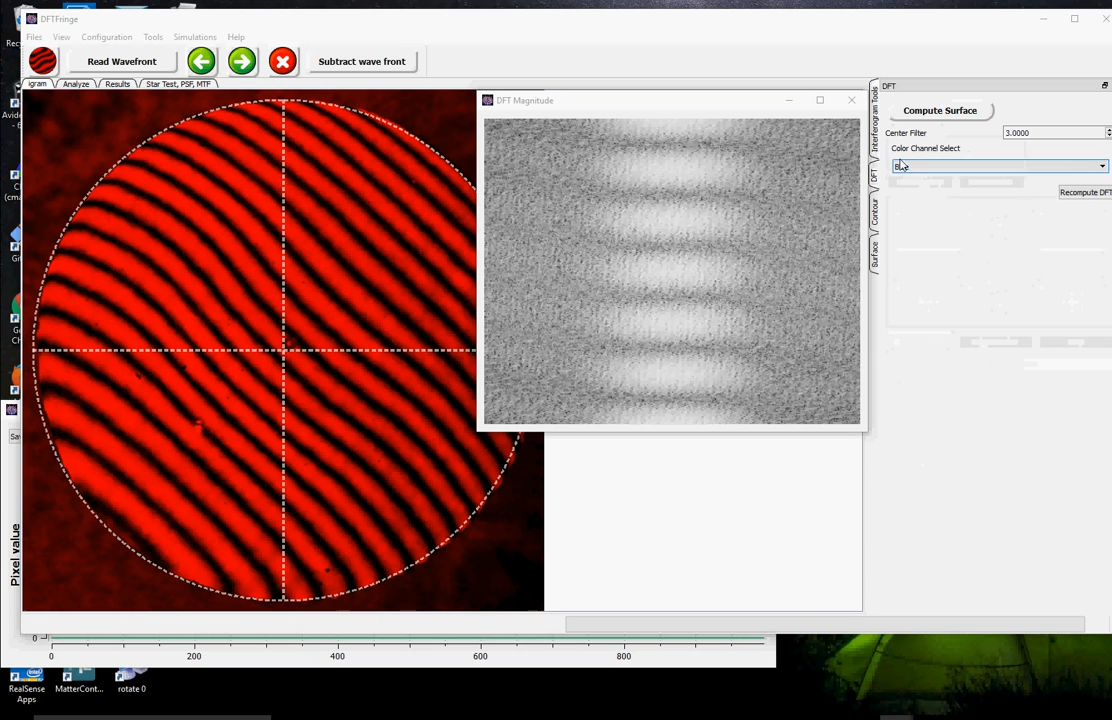 DFTFringe
Files View Configuration Tools Simulations Help
Read Wavefront
Subtract wave front
igram Analyze Results Star Test, PSF, MTF
DFT Magnitude
Interferogram Tools
DFT
Contour
Surface
DFT
Compute Surface
Center Filter 3.0000
Color Channel Select
Recompute DFT
Pixel value
0
0 200 400 600 800
RealSense
Apps
MatterCont...
rotate 0